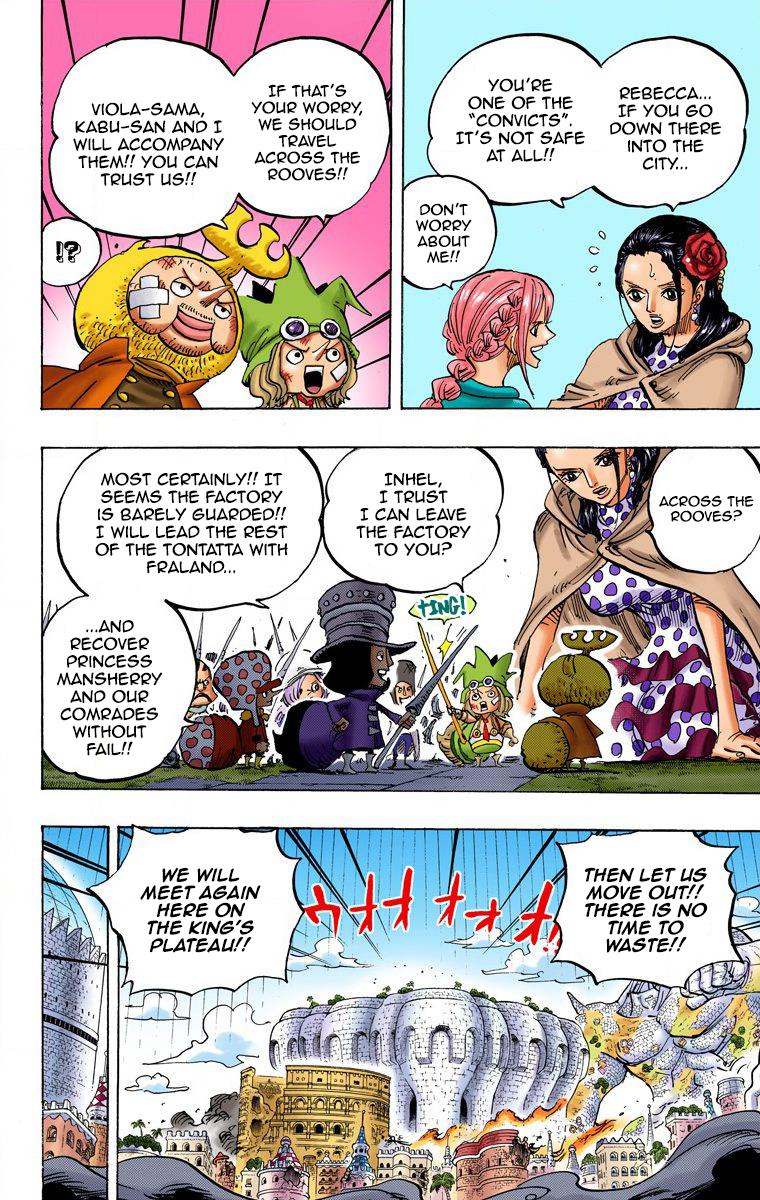 REBECCA...
IF YOU GO
DOWN THERE
INTO THE
CITY...
YOU'RE
ONE OF THE
"CONVICTS".
IT'S NOT SAFE
AT ALL!!
DON'T
WORRY
ABOUT
ME!!
IF THAT'S
YOUR WORRY,
WE SHOULD
TRAVEL
ACROSS THE
ROOVES!!
VIOLA-SAMA,
KABU-SAN AND I
WILL ACCOMPANY
THEM!! YOU CAN
TRUST US!!
!?
ACROSS THE
ROOVES?
INHEL,
I TRUST
I CAN LEAVE
THE FACTORY
TO YOU?
TING!
MOST CERTAINLY!! IT
SEEMS THE FACTORY
IS BARELY GUARDED!!
I WILL LEAD THE REST
OF THE TONTATTA WITH
FRALAND...
...AND
RECOVER
PRINCESS
MANSHERRY
AND OUR
COMRADES
WITHOUT
FAIL!!
THEN LET US
MOVE OUT!!
THERE IS NO
TIME TO
WASTE!!
ウオオオオオ!!
WE WILL
MEET AGAIN
HERE ON
THE KING'S
PLATEAU!!